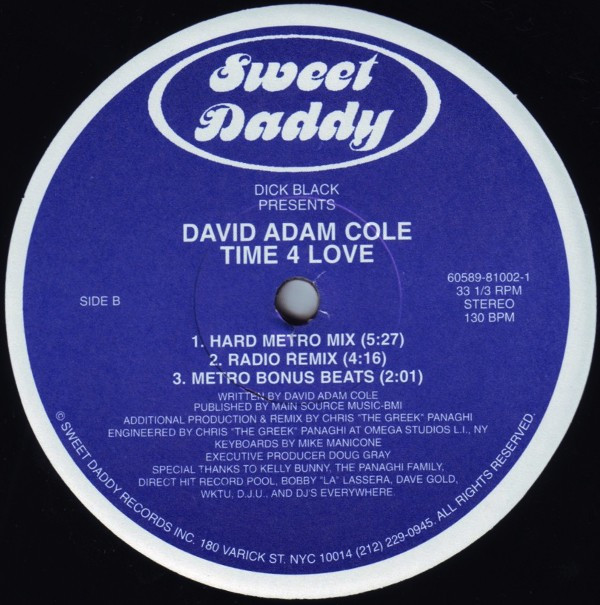 Sweet
Daddy
DICK BLACK
PRESENTS
DAVID ADAM COLE
TIME 4 LOVE
SIDE B
60589-81002-1
33 1/3 RPM
STEREO
130 BPM
1. HARD METRO MIX (5:27)
2. RADIO REMIX (4:16)
3. METRO BONUS BEATS (2:01)
WRITTEN BY DAVID ADAM COLE
PUBLISHED BY MAIN SOURCE MUSIC-BMI
ADDITIONAL PRODUCTION & REMIX BY CHRIS "THE GREEK" PANAGHI
ENGINEERED BY CHRIS "THE GREEK" PANAGHI AT OMEGA STUDIOS L.I., NY
KEYBOARDS BY MIKE MANICONE
EXECUTIVE PRODUCER DOUG GRAY
SPECIAL THANKS TO KELLY BUNNY, THE PANAGHI FAMILY,
DIRECT HIT RECORD POOL, BOBBY "LA" LASSERA, DAVE GOLD,
WKTU, D.J.U., AND DJ'S EVERYWHERE.
© SWEET DADDY RECORDS INC. 180 VARICK ST. NYC 10014 (212) 229-0945. ALL RIGHTS RESERVED.